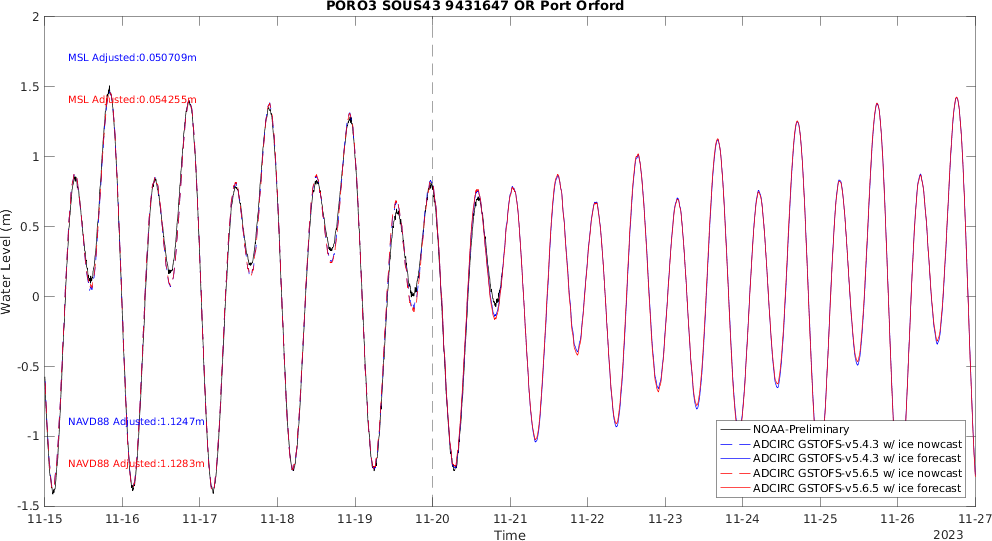 PORO3 SOUS43 9431647 OR Port Orford
2
MSL Adjusted:0.050709m
1.5
MSL Adjusted:0.054255m
1
0.5
Water Level (m)
0
-0.5
NAVD88 Adjusted:1.1247m
-1
NAVD88 Adjusted:1.1283m
-1.5
NOAA-Preliminary
ADCIRC GSTOFS-v5.4.3 w/ ice nowcast
ADCIRC GSTOFS-v5.4.3 w/ ice forecast
ADCIRC GSTOFS-v5.6.5 w/ ice nowcast
ADCIRC GSTOFS-v5.6.5 w/ ice forecast
11-15 11-16 11-17 11-18 11-19 11-20 11-21 11-22 11-23 11-24 11-25 11-26 11-27
Time
2023